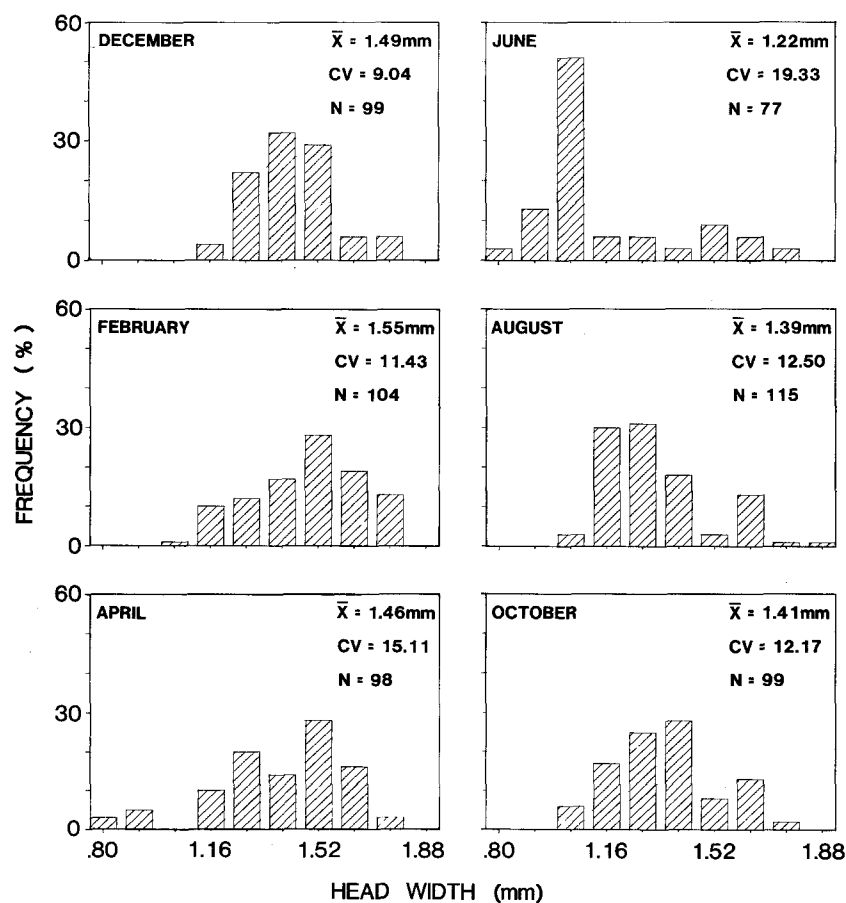 FREQUENCY (%)
60
30
0
DECEMBER
X̄ = 1.49mm
CV = 9.04
N = 99
JUNE
X̄ = 1.22mm
CV = 19.33
N = 77
60
30
0
FEBRUARY
X̄ = 1.55mm
CV = 11.43
N = 104
AUGUST
X̄ = 1.39mm
CV = 12.50
N = 115
60
30
0
APRIL
X̄ = 1.46mm
CV = 15.11
N = 98
OCTOBER
X̄ = 1.41mm
CV = 12.17
N = 99
.80 1.16 1.52 1.88
.80 1.16 1.52 1.88
HEAD WIDTH (mm)